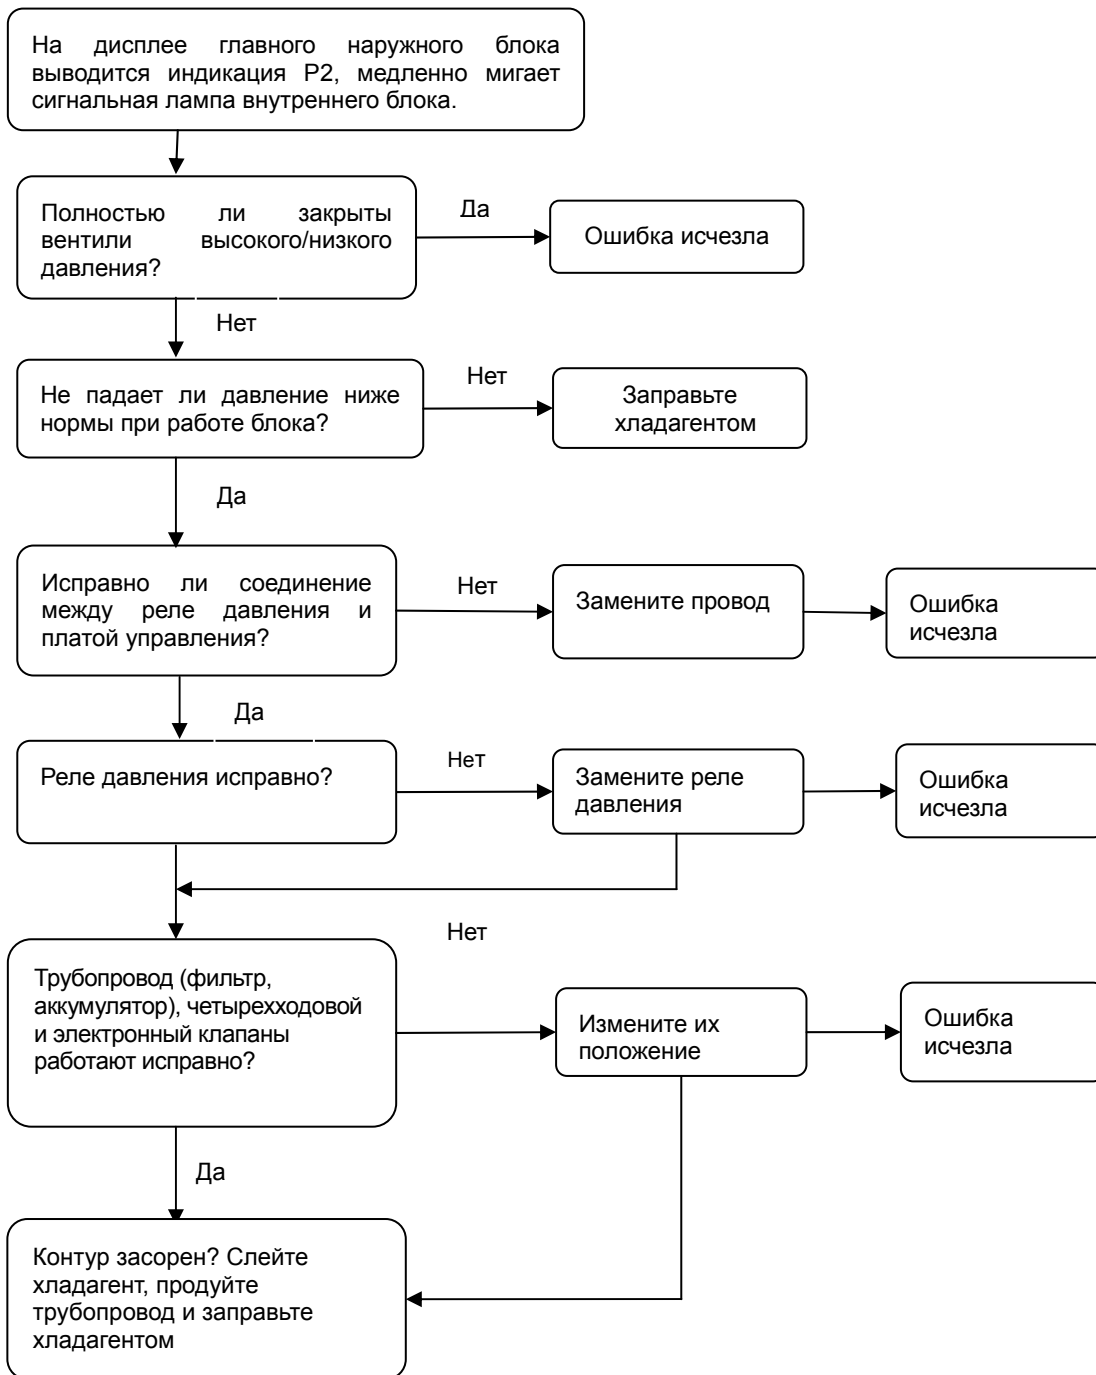 На дисплее главного наружного блока
выводится индикация P2, медленно мигает
сигнальная лампа внутреннего блока.
Полностью ли закрыты
вентили высокого/низкого
давления?
Да
Ошибка исчезла
Нет
Не падает ли давление ниже
нормы при работе блока?
Нет
Заправьте
хладагентом
Да
Исправно ли соединение
между реле давления и
платой управления?
Нет
Замените провод
Ошибка
исчезла
Да
Реле давления исправно?
Нет
Замените реле
давления
Ошибка
исчезла
Нет
Трубопровод (фильтр,
аккумулятор), четырехходовой
и электронный клапаны
работают исправно?
Измените их
положение
Ошибка
исчезла
Да
Контур засорен? Слейте
хладагент, продуйте
трубопровод и заправьте
хладагентом